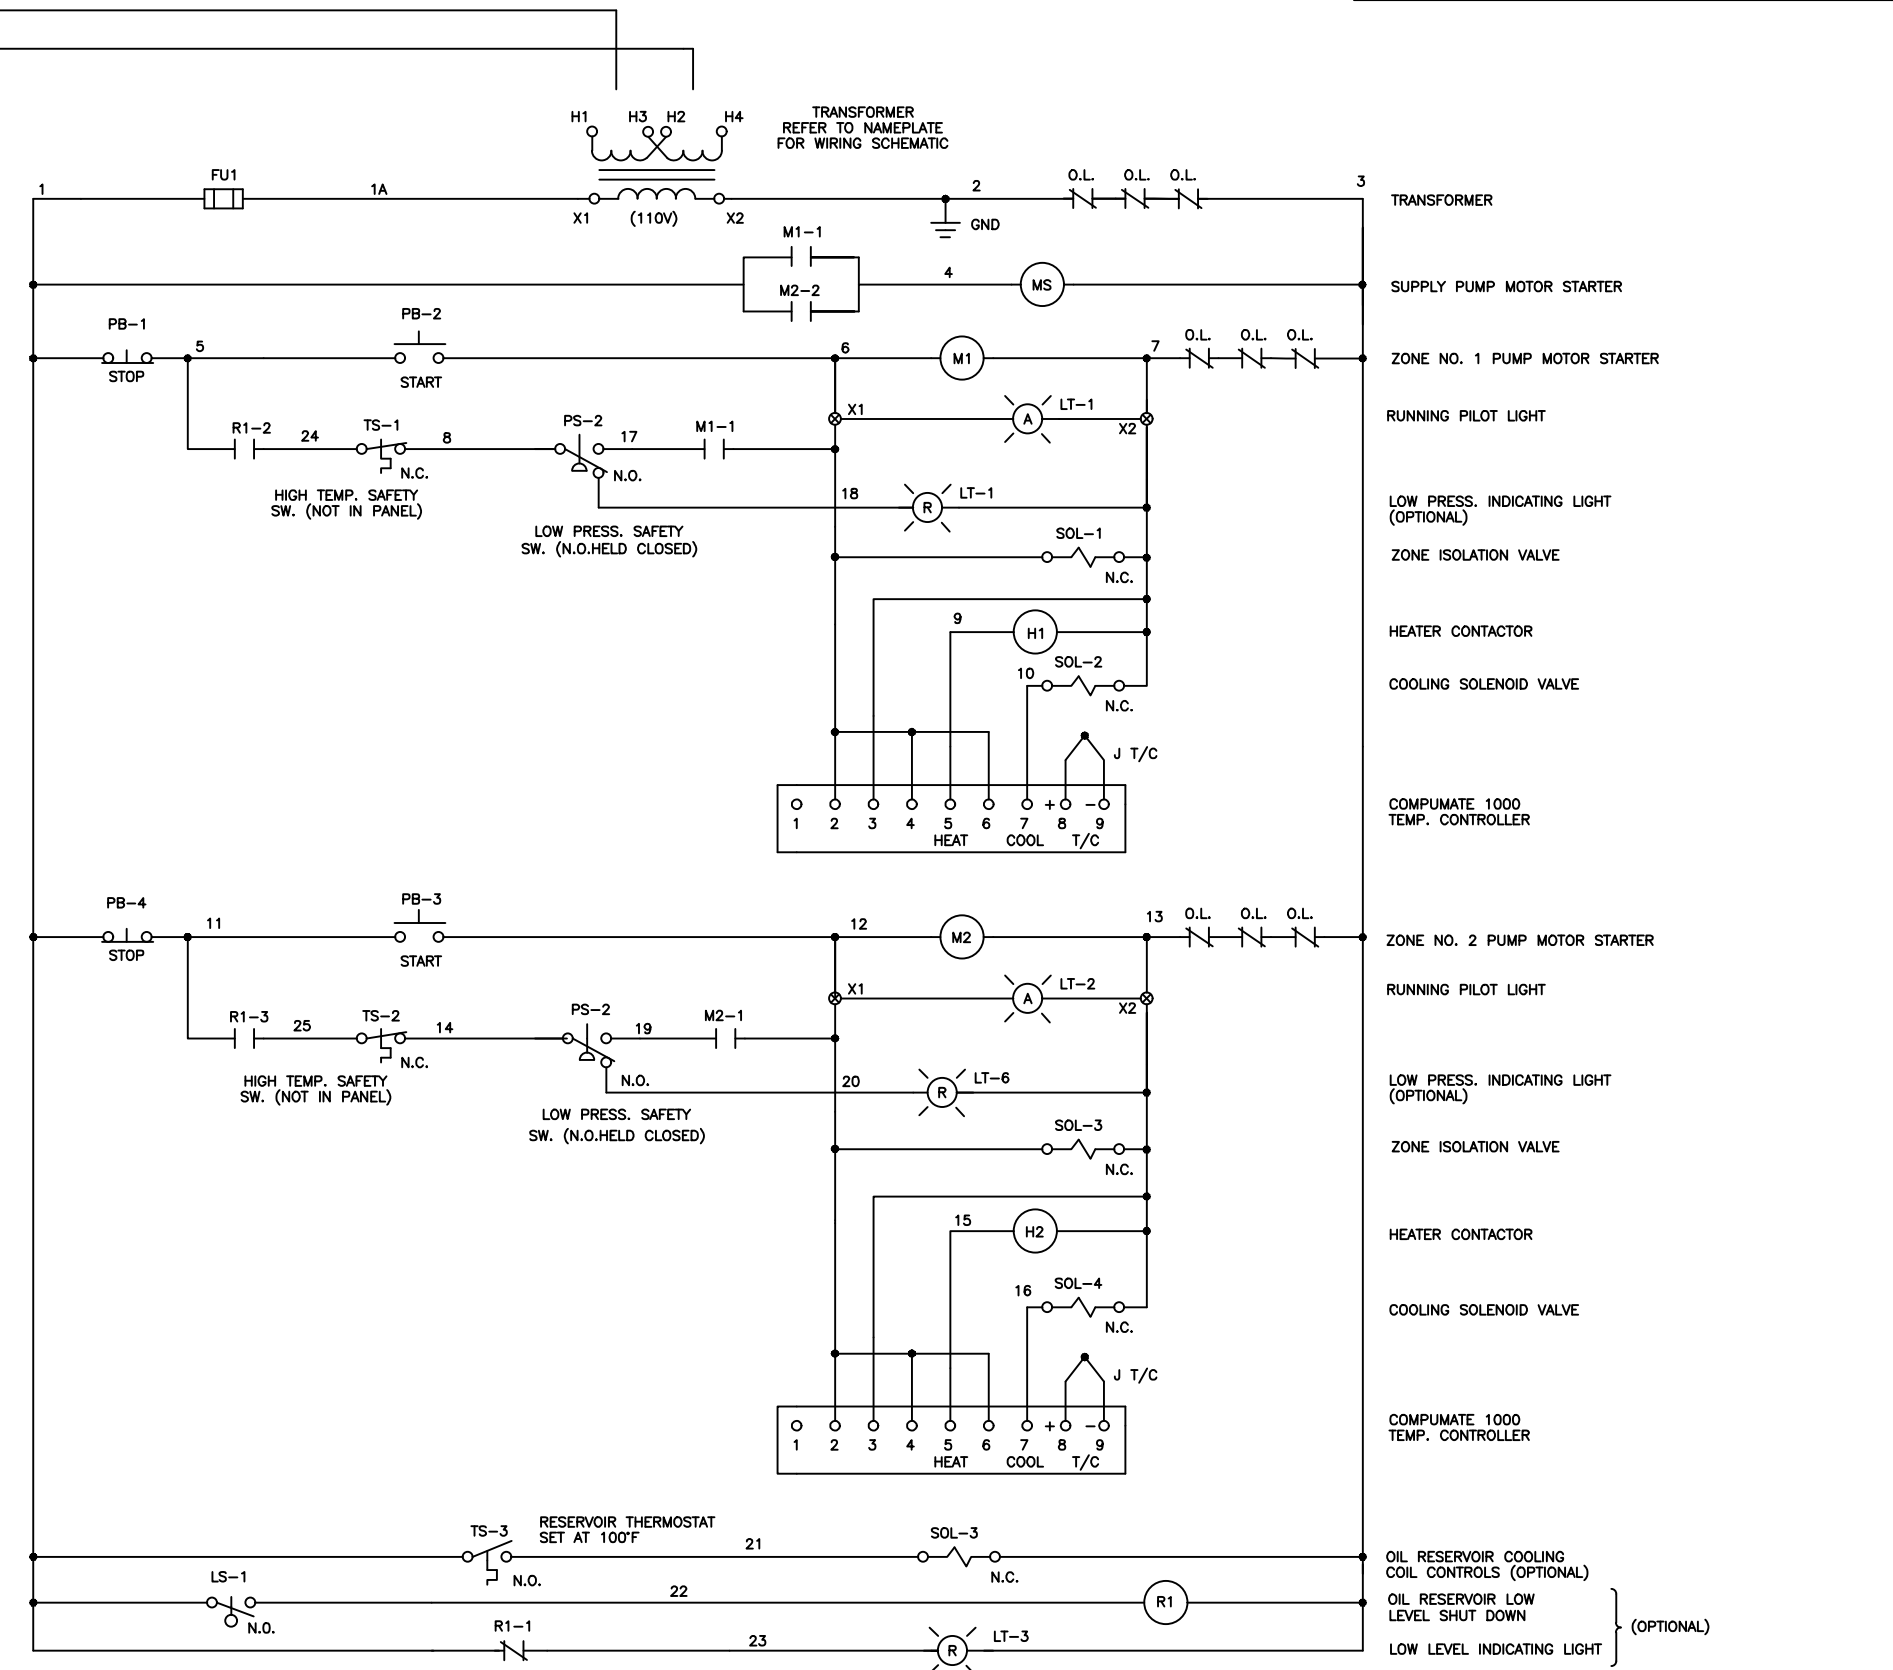 H1 H3 H2 H4
TRANSFORMER
REFER TO NAMEPLATE
FOR WIRING SCHEMATIC
1 FU1 1A X1 (110V) X2 2 GND O.L. O.L. O.L. 3 TRANSFORMER
M1-1
M2-2
4 MS SUPPLY PUMP MOTOR STARTER
PB-1 STOP 5 PB-2 START 6 M1 7 O.L. O.L. O.L. ZONE NO. 1 PUMP MOTOR STARTER
X1 A LT-1 X2 RUNNING PILOT LIGHT
R1-2 24 TS-1 N.C. 8 PS-2 N.O. 17 M1-1
HIGH TEMP. SAFETY
SW. (NOT IN PANEL)
18 R LT-1 LOW PRESS. INDICATING LIGHT
(OPTIONAL)
LOW PRESS. SAFETY
SW. (N.O.HELD CLOSED)
SOL-1 N.C. ZONE ISOLATION VALVE
9 H1 HEATER CONTACTOR
10 SOL-2 N.C. COOLING SOLENOID VALVE
J T/C
COMPUMATE 1000
TEMP. CONTROLLER
+ -
1 2 3 4 5 6 7 8 9
HEAT COOL T/C
PB-4 STOP 11 PB-3 START 12 M2 13 O.L. O.L. O.L. ZONE NO. 2 PUMP MOTOR STARTER
X1 A LT-2 X2 RUNNING PILOT LIGHT
R1-3 25 TS-2 N.C. 14 PS-2 N.O. 19 M2-1
HIGH TEMP. SAFETY
SW. (NOT IN PANEL)
20 R LT-6 LOW PRESS. INDICATING LIGHT
(OPTIONAL)
LOW PRESS. SAFETY
SW. (N.O.HELD CLOSED)
SOL-3 N.C. ZONE ISOLATION VALVE
15 H2 HEATER CONTACTOR
16 SOL-4 N.C. COOLING SOLENOID VALVE
J T/C
COMPUMATE 1000
TEMP. CONTROLLER
+ -
1 2 3 4 5 6 7 8 9
HEAT COOL T/C
RESERVOIR THERMOSTAT
SET AT 100°F
TS-3 N.O. 21 SOL-3 N.C. OIL RESERVOIR COOLING
COIL CONTROLS (OPTIONAL)
LS-1 N.O. 22 R1 OIL RESERVOIR LOW
LEVEL SHUT DOWN
(OPTIONAL)
R1-1 23 R LT-3 LOW LEVEL INDICATING LIGHT